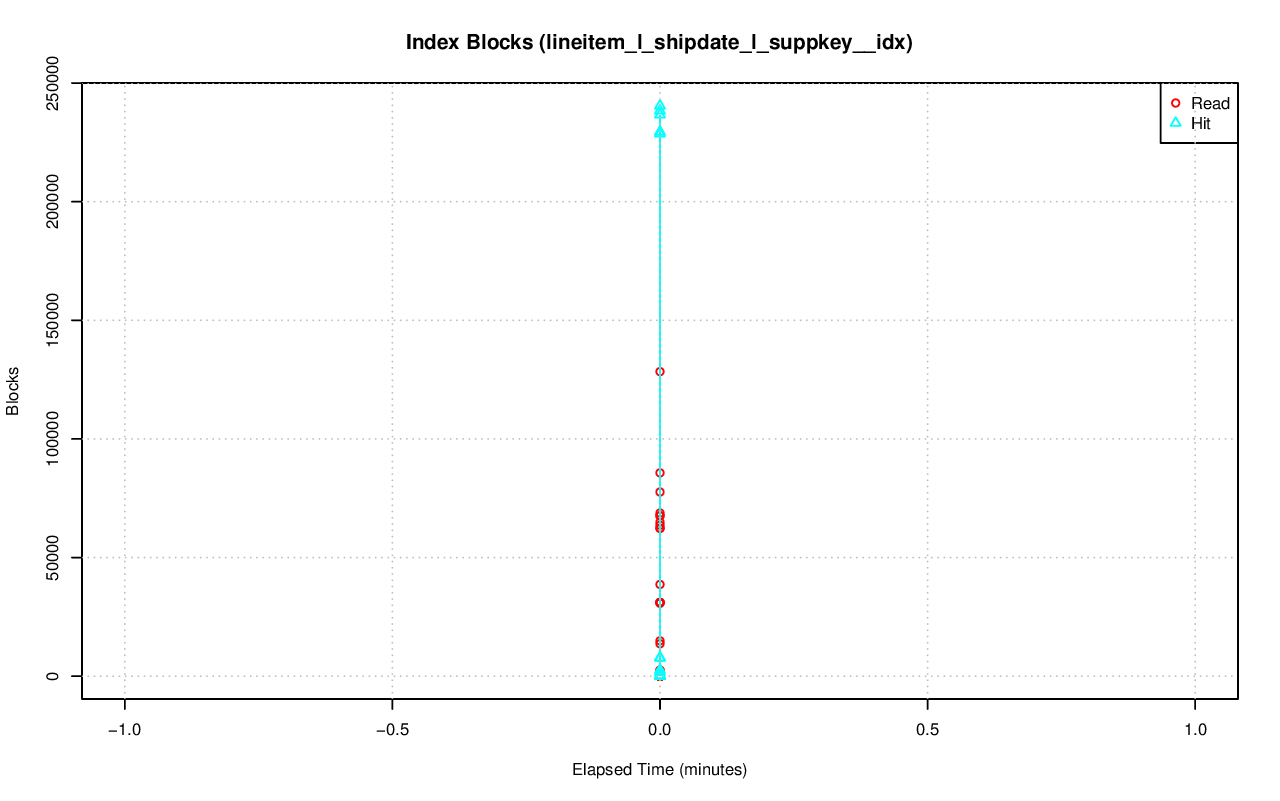 Index Blocks (lineitem_l_shipdate_l_suppkey__idx)
Read
Hit
Blocks
250000
200000
150000
100000
50000
0
−1.0
−0.5
0.0
0.5
1.0
Elapsed Time (minutes)